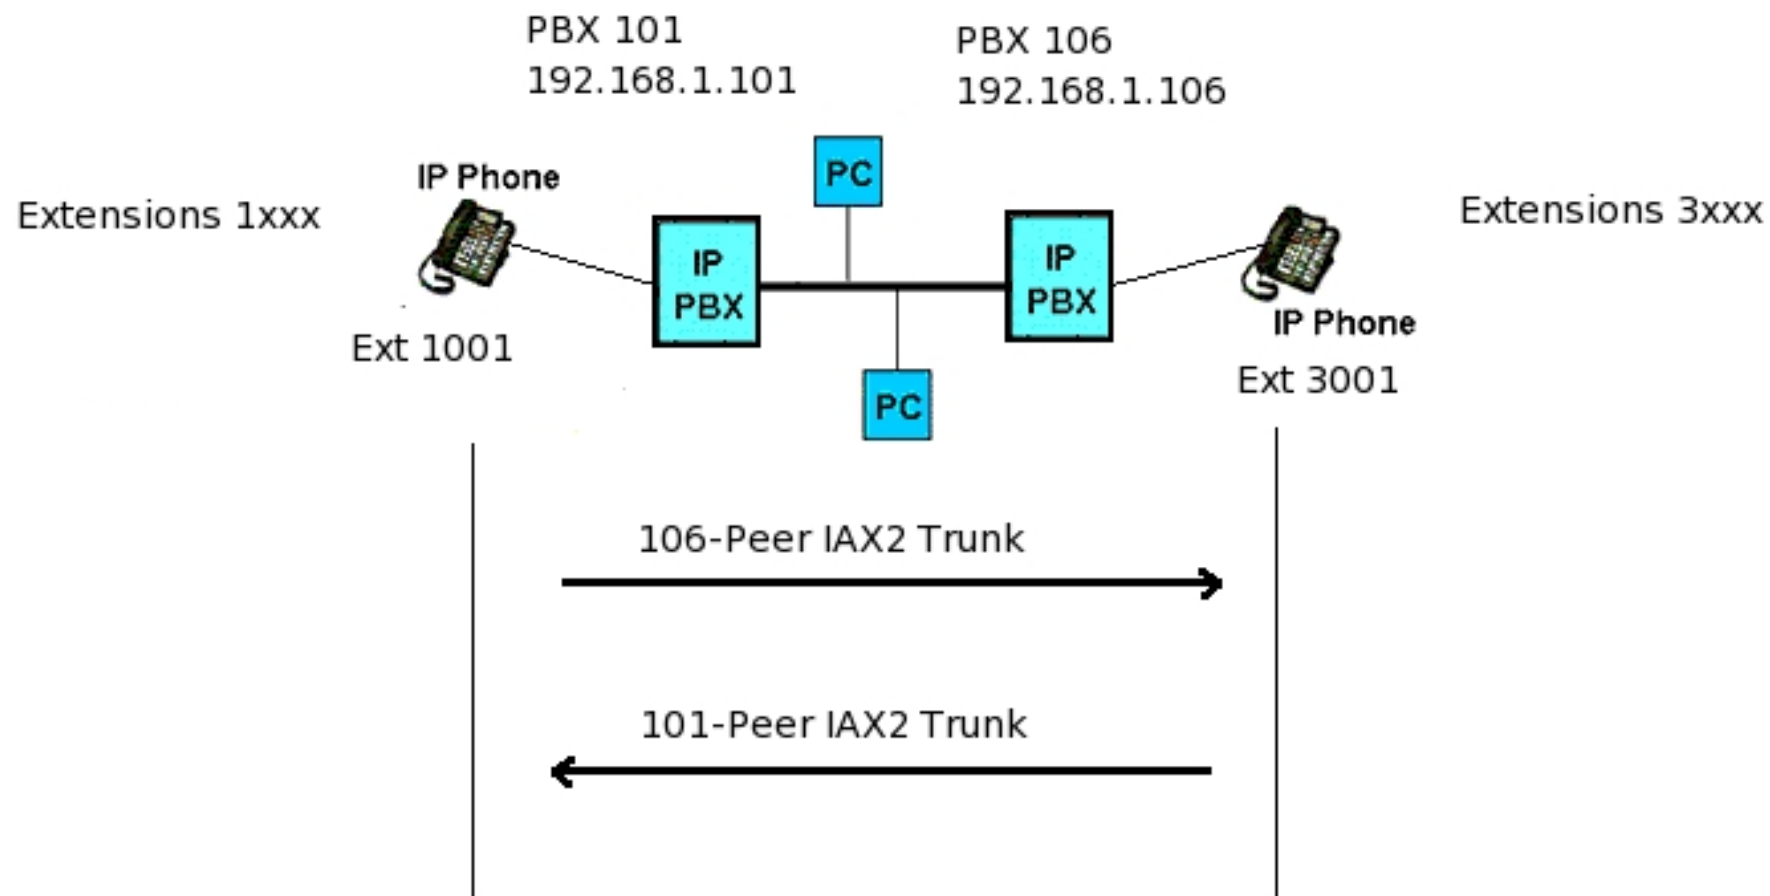 PBX 101
192.168.1.101
PBX 106
192.168.1.106
PC
IP Phone
Extensions 1xxx
Extensions 3xxx
IP
PBX
IP
PBX
IP Phone
Ext 1001
Ext 3001
PC
106-Peer IAX2 Trunk
101-Peer IAX2 Trunk